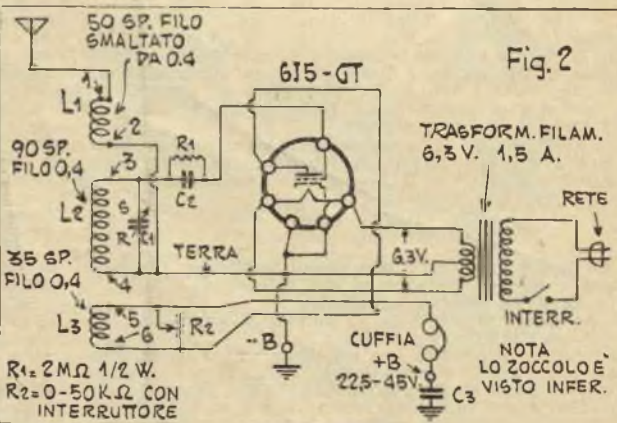 50 SP. FILO
SMALTATO
DA 0.4
1
L1
2
90 SP.
FILO 0,4
3
L2
4
35 SP.
FILO 0,4
L3
5
6
R1
C2
S
R
C1
TERRA
R2
6J5-GT
Fig. 2
TRASFORM. FILAM.
6,3 V. 1,5 A.
RETE
6,3V.
INTERR.
-B
CUFFIA
+B
22,5-45V.
C3
NOTA
LO ZOCCOLO E'
VISTO INFER.
R1= 2MΩ 1/2 W.
R2= 0-50KΩ CON
INTERRUTTORE